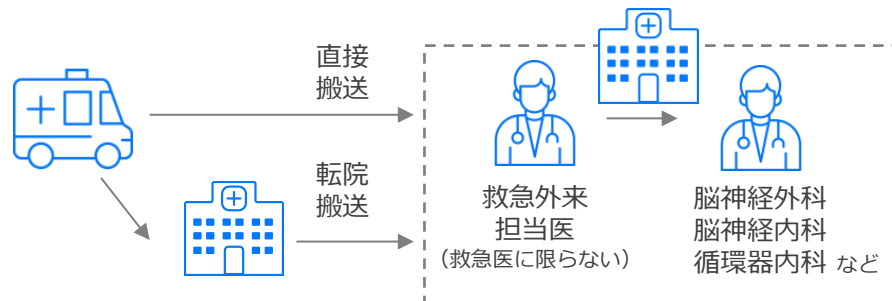 直接
搬送
転院
搬送
救急外来
担当医
（救急医に限らない）
脳神経外科
脳神経内科
循環器内科 など